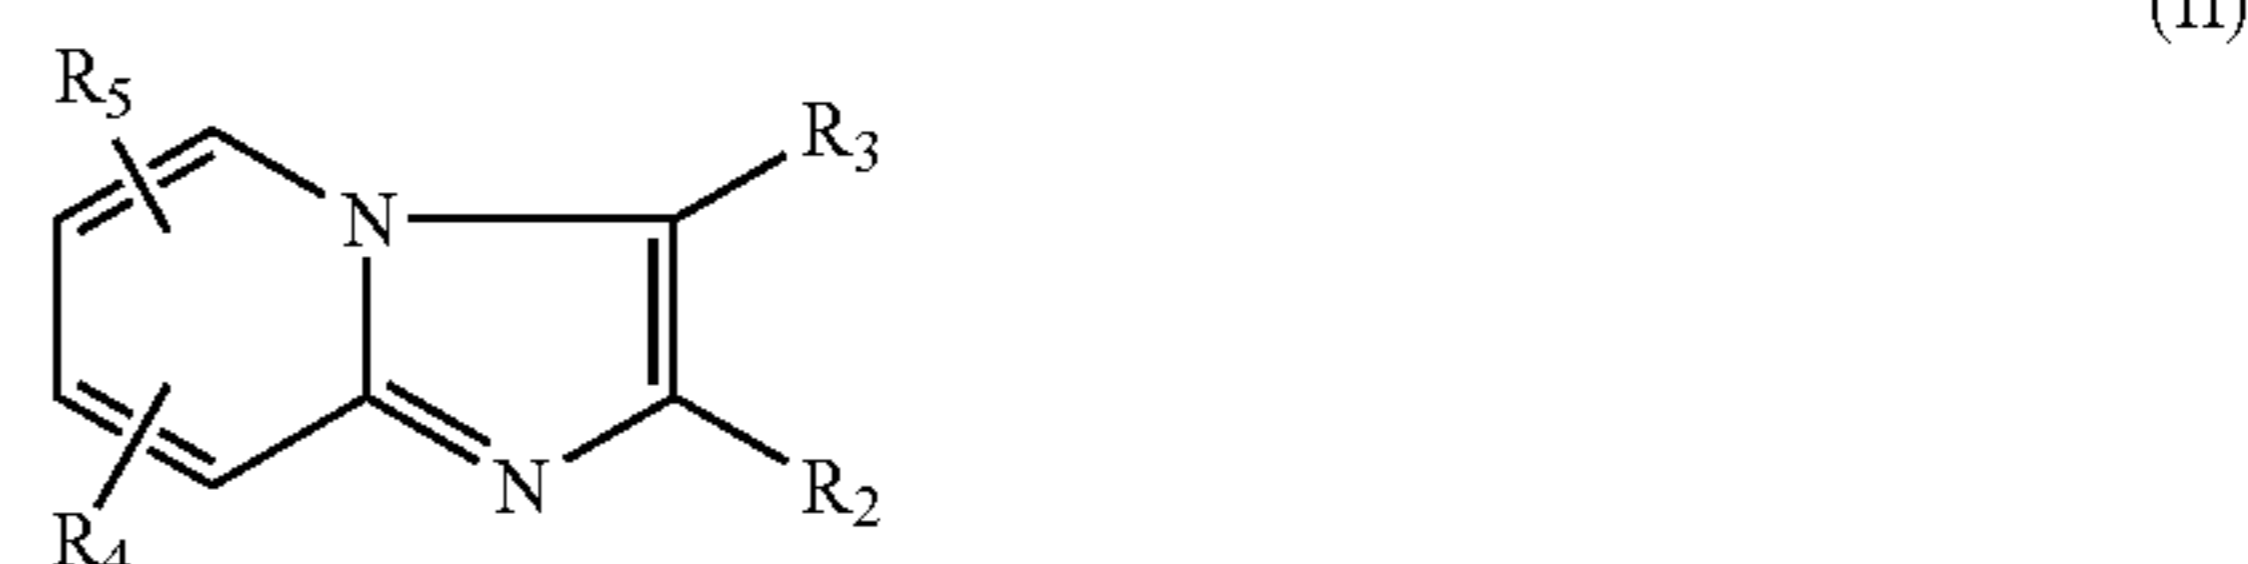 (II)
R₅
R₃
N
N
R₂
R₄